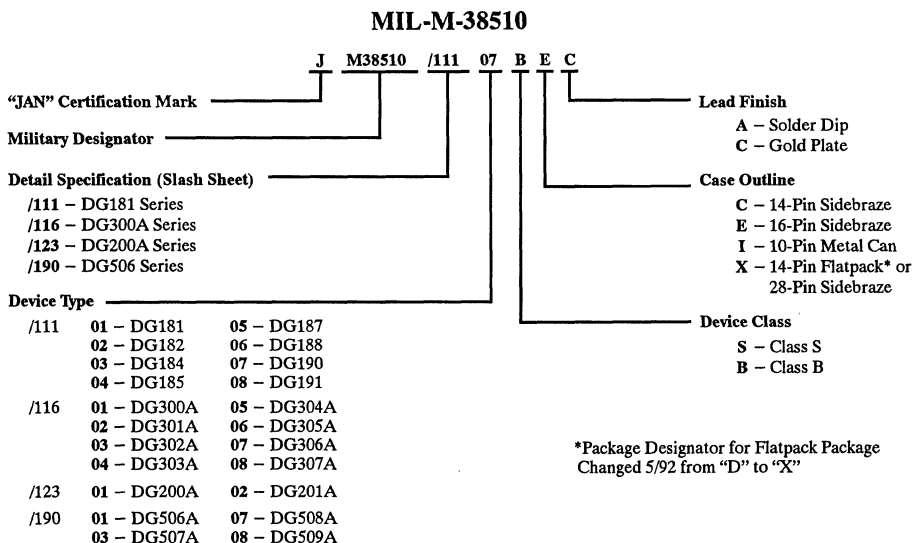 MIL-M-38510
J M38510 /111 07 B E C
“JAN” Certification Mark
Military Designator
Detail Specification (Slash Sheet)
/111 – DG181 Series
/116 – DG300A Series
/123 – DG200A Series
/190 – DG506 Series
Device Type
/111 01 – DG181 05 – DG187
02 – DG182 06 – DG188
03 – DG184 07 – DG190
04 – DG185 08 – DG191
/116 01 – DG300A 05 – DG304A
02 – DG301A 06 – DG305A
03 – DG302A 07 – DG306A
04 – DG303A 08 – DG307A
/123 01 – DG200A 02 – DG201A
/190 01 – DG506A 07 – DG508A
03 – DG507A 08 – DG509A
Lead Finish
A – Solder Dip
C – Gold Plate
Case Outline
C – 14-Pin Sidebraze
E – 16-Pin Sidebraze
I – 10-Pin Metal Can
X – 14-Pin Flatpack* or
28-Pin Sidebraze
Device Class
S – Class S
B – Class B
*Package Designator for Flatpack Package
Changed 5/92 from “D” to “X”